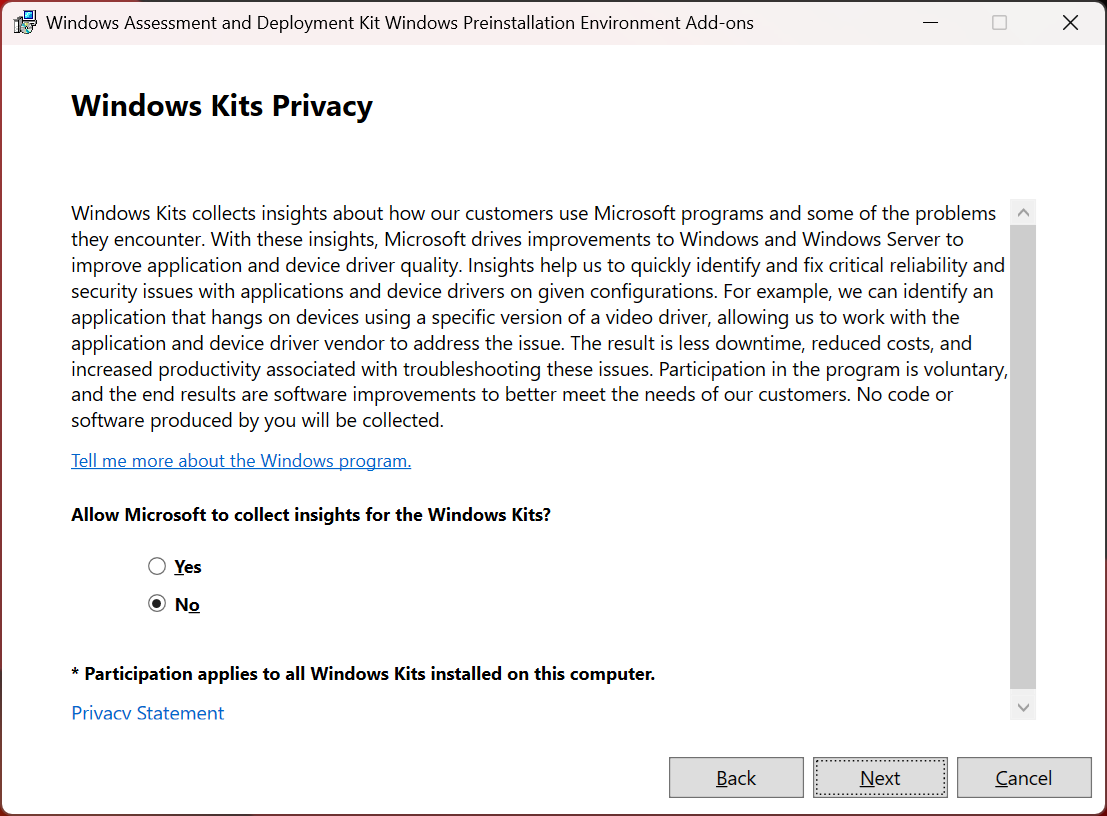 Windows Assessment and Deployment Kit Windows Preinstallation Environment Add-ons
Windows Kits Privacy
Windows Kits collects insights about how our customers use Microsoft programs and some of the problems
they encounter. With these insights, Microsoft drives improvements to Windows and Windows Server to
improve application and device driver quality. Insights help us to quickly identify and fix critical reliability and
security issues with applications and device drivers on given configurations. For example, we can identify an
application that hangs on devices using a specific version of a video driver, allowing us to work with the
application and device driver vendor to address the issue. The result is less downtime, reduced costs, and
increased productivity associated with troubleshooting these issues. Participation in the program is voluntary,
and the end results are software improvements to better meet the needs of our customers. No code or
software produced by you will be collected.
Tell me more about the Windows program.
Allow Microsoft to collect insights for the Windows Kits?
Yes
No
* Participation applies to all Windows Kits installed on this computer.
Privacy Statement
Back Next Cancel